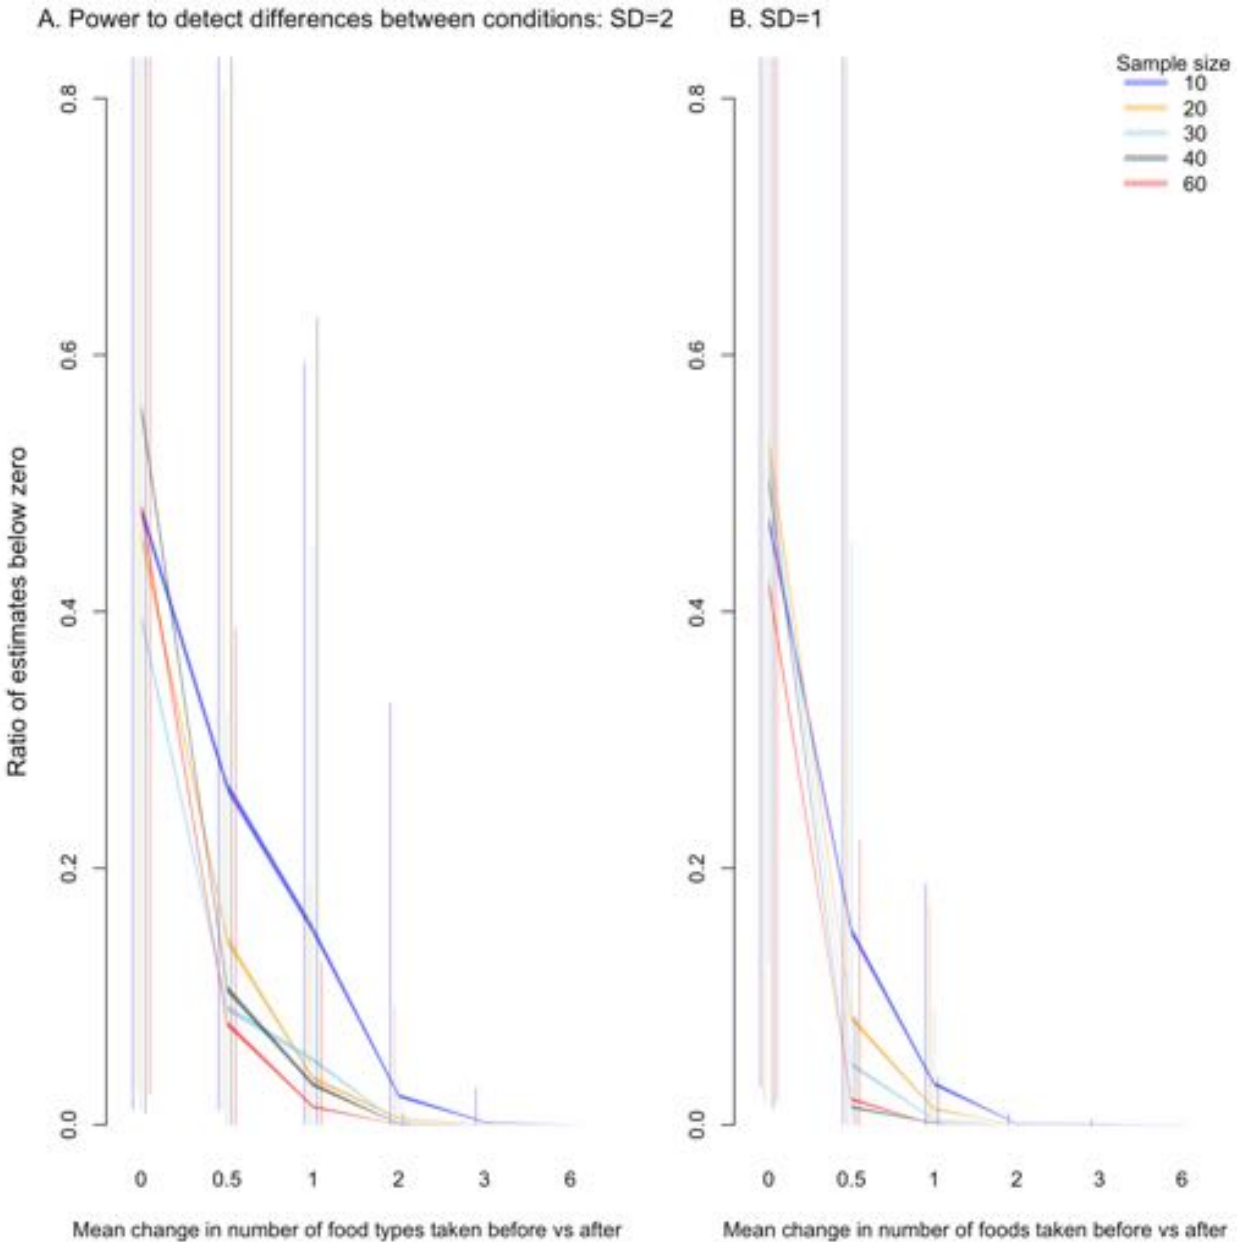 A. Power to detect differences between conditions: SD=2
B. SD=1
Sample size
10
20
30
40
60
Ratio of estimates below zero
0.8
0.6
0.4
0.2
0.0
0 0.5 1 2 3 6
Mean change in number of food types taken before vs after
0.8
0.6
0.4
0.2
0.0
0 0.5 1 2 3 6
Mean change in number of foods taken before vs after